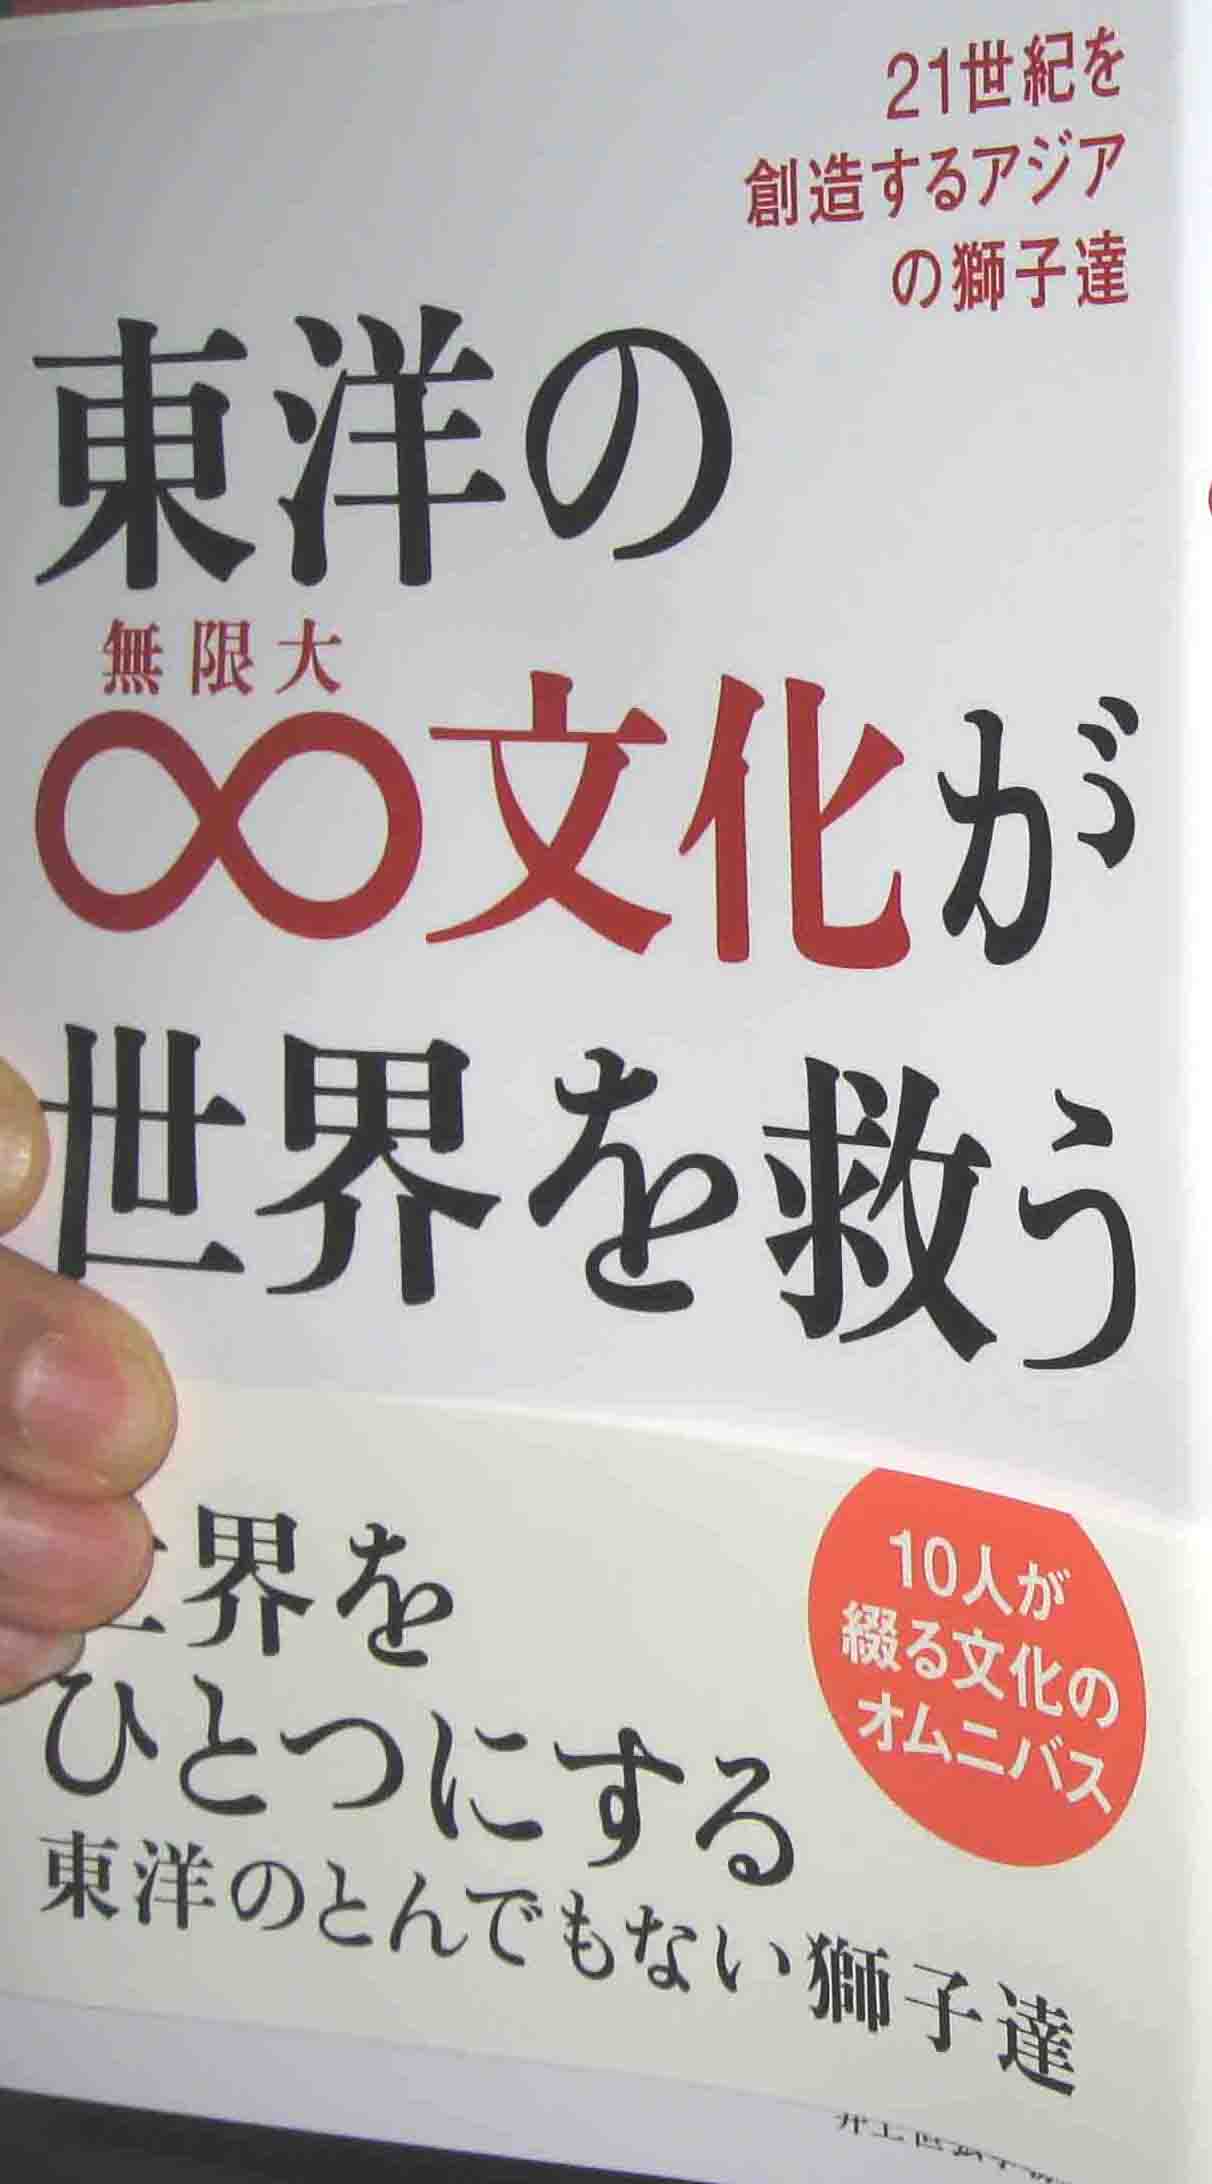 21世紀を
創造するアジア
の獅子達
東洋の
無限大
∞文化が
世界を救う
界を
ひとつにする
東洋のとんでもない獅子達
10人が
綴る文化の
オムニバス